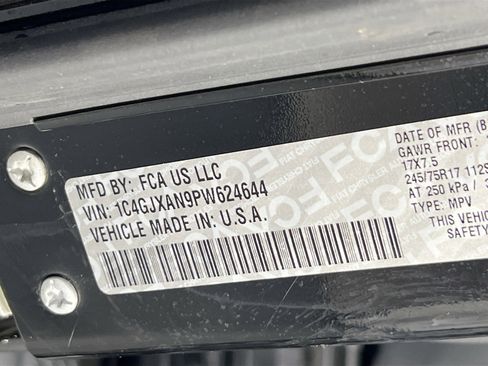 MFD BY: FCA US LLC
VIN: 1C4GJXAN9PW624644
VEHICLE MADE IN U.S.A.
DATE OF MFR (B
GAWR FRONT:
17X7.5
245/75R17 112S
AT 250 kPa /
TYPE: MPV
THIS VEHIC
SAFETY